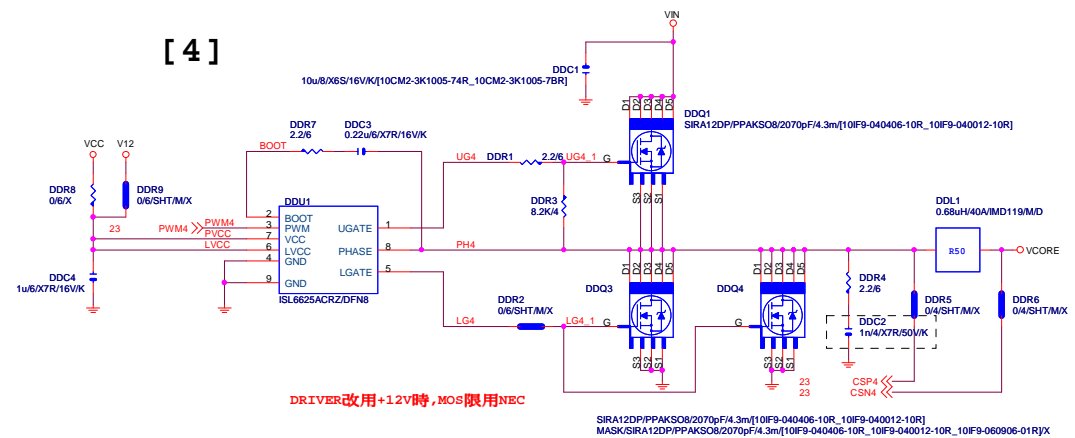 [4]
VIN
DDC1
10u/8/X6S/16V/K/[10CM2-3K1005-74R_10CM2-3K1005-7BR]
D1 D2 D3 D4 D5
DDQ1
SIRA12DP/PPAKSO8/2070pF/4.3m/[10IF9-040406-10R_10IF9-040012-10R]
G
S3 S2 S1
DDR7
2.2/6
DDC3
0.22u/6/X7R/16V/K
BOOT
UG4
DDR1
2.2/6
UG4_1
DDR3
8.2K/4
VCC
V12
DDR8
0/6/X
DDR9
0/6/SHT/M/X
23
PWM4
PWM4
PVCC
LVCC
DDC4
1u/6/X7R/16V/K
DDU1
2 BOOT
3 PWM
7 VCC
6 LVCC
4 GND
9 GND
UGATE 1
PHASE 8
LGATE 5
ISL6625ACRZ/DFN8
PH4
DDL1
0.68uH/40A/IMD119/M/D
R50
VCORE
LG4
DDR2
0/6/SHT/M/X
LG4_1
D1 D2 D3 D4 D5
DDQ3
G
S3 S2 S1
D1 D2 D3 D4 D5
DDQ4
G
S3 S2 S1
DDR4
2.2/6
DDC2
1n/4/X7R/50V/K
DDR5
0/4/SHT/M/X
DDR6
0/4/SHT/M/X
23 CSP4
23 CSN4
DRIVER改用+12V時,MOS限用NEC
SIRA12DP/PPAKSO8/2070pF/4.3m/[10IF9-040406-10R_10IF9-040012-10R]
MASK/SIRA12DP/PPAKSO8/2070pF/4.3m/[10IF9-040406-10R_10IF9-040012-10R_10IF9-060906-01R]/X